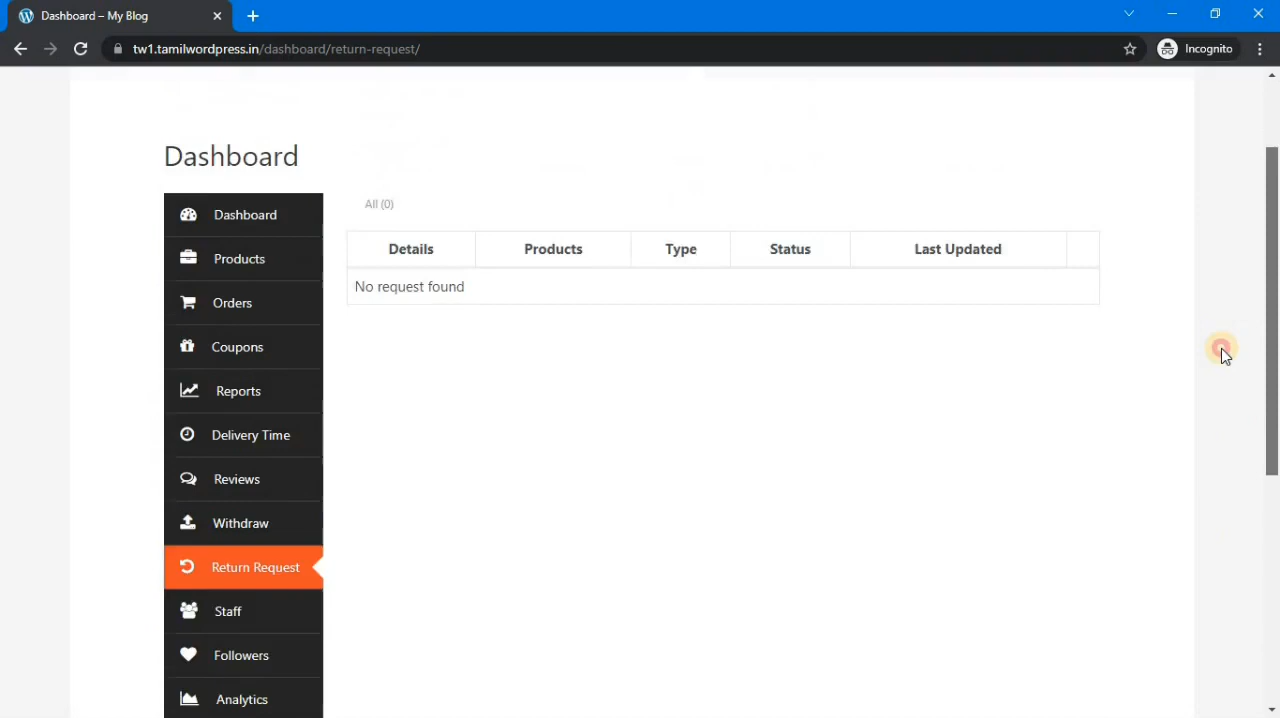 Dashboard – My Blog
tw1.tamilwordpress.in/dashboard/return-request/
Incognito
Dashboard
Dashboard
Products
Orders
Coupons
Reports
Delivery Time
Reviews
Withdraw
Return Request
Staff
Followers
Analytics
All (0)
Details Products Type Status Last Updated
No request found